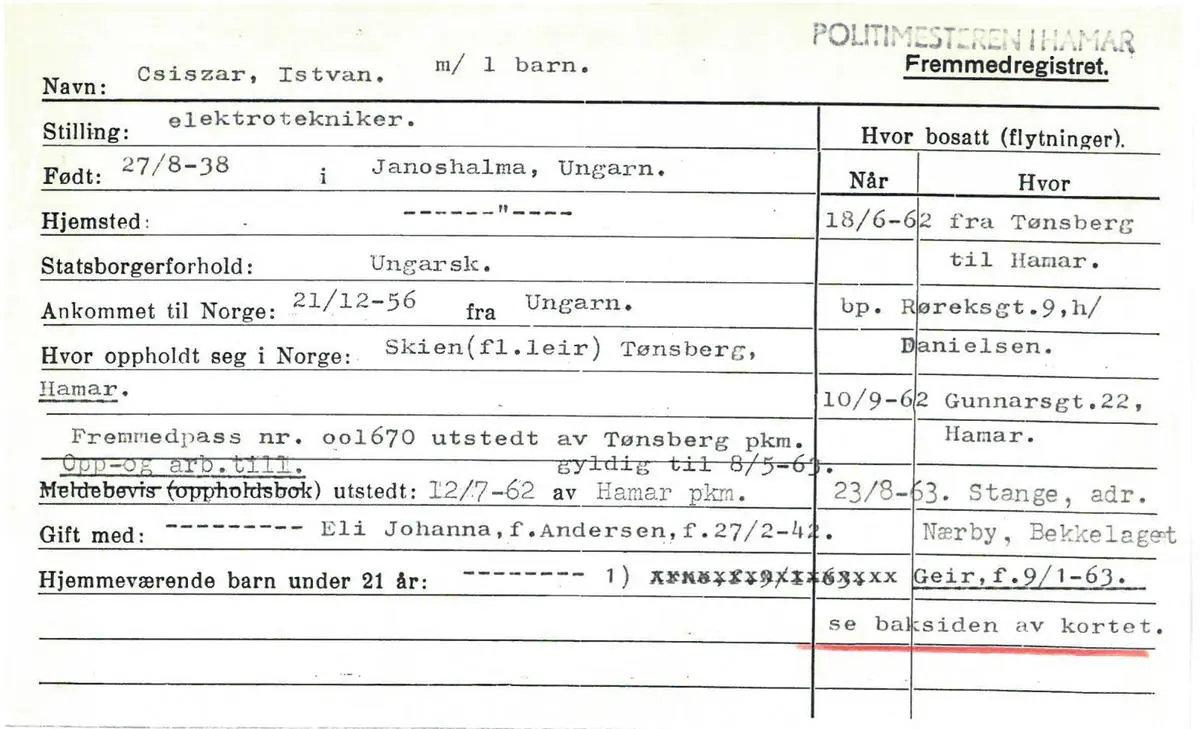 POLITIMESTEREN I HAMAR
Fremmedregistret.
Navn: Csiszar, Istvan. m/ 1 barn.
Stilling: elektrotekniker.
Hvor bosatt (flytninger).
Født: 27/8-38 i Janoshalma, Ungarn.
Når Hvor
Hjemsted: ------"----
18/6-62 fra Tønsberg
Statsborgerforhold: Ungarsk.
til Hamar.
Ankommet til Norge: 21/12-56 fra Ungarn.
bp. Røreksgt.9,h/
Hvor oppholdt seg i Norge: Skien(fl.leir) Tønsberg,
Danielsen.
Hamar.
10/9-62 Gunnarsgt.22,
Fremmedpass nr. oo1670 utstedt av Tønsberg pkm.
Hamar.
Opp-og arb.till. gyldig til 8/5-63.
Meldebevis (oppholdsbok) utstedt: 12/7-62 av Hamar pkm.
23/8-63. Stange, adr.
Gift med: --------- Eli Johanna,f.Andersen,f.27/2-42.
Nærby, Bekkelaget
Hjemmeværende barn under 21 år: --------- 1) Geir,f.9/1-63.
se baksiden av kortet.